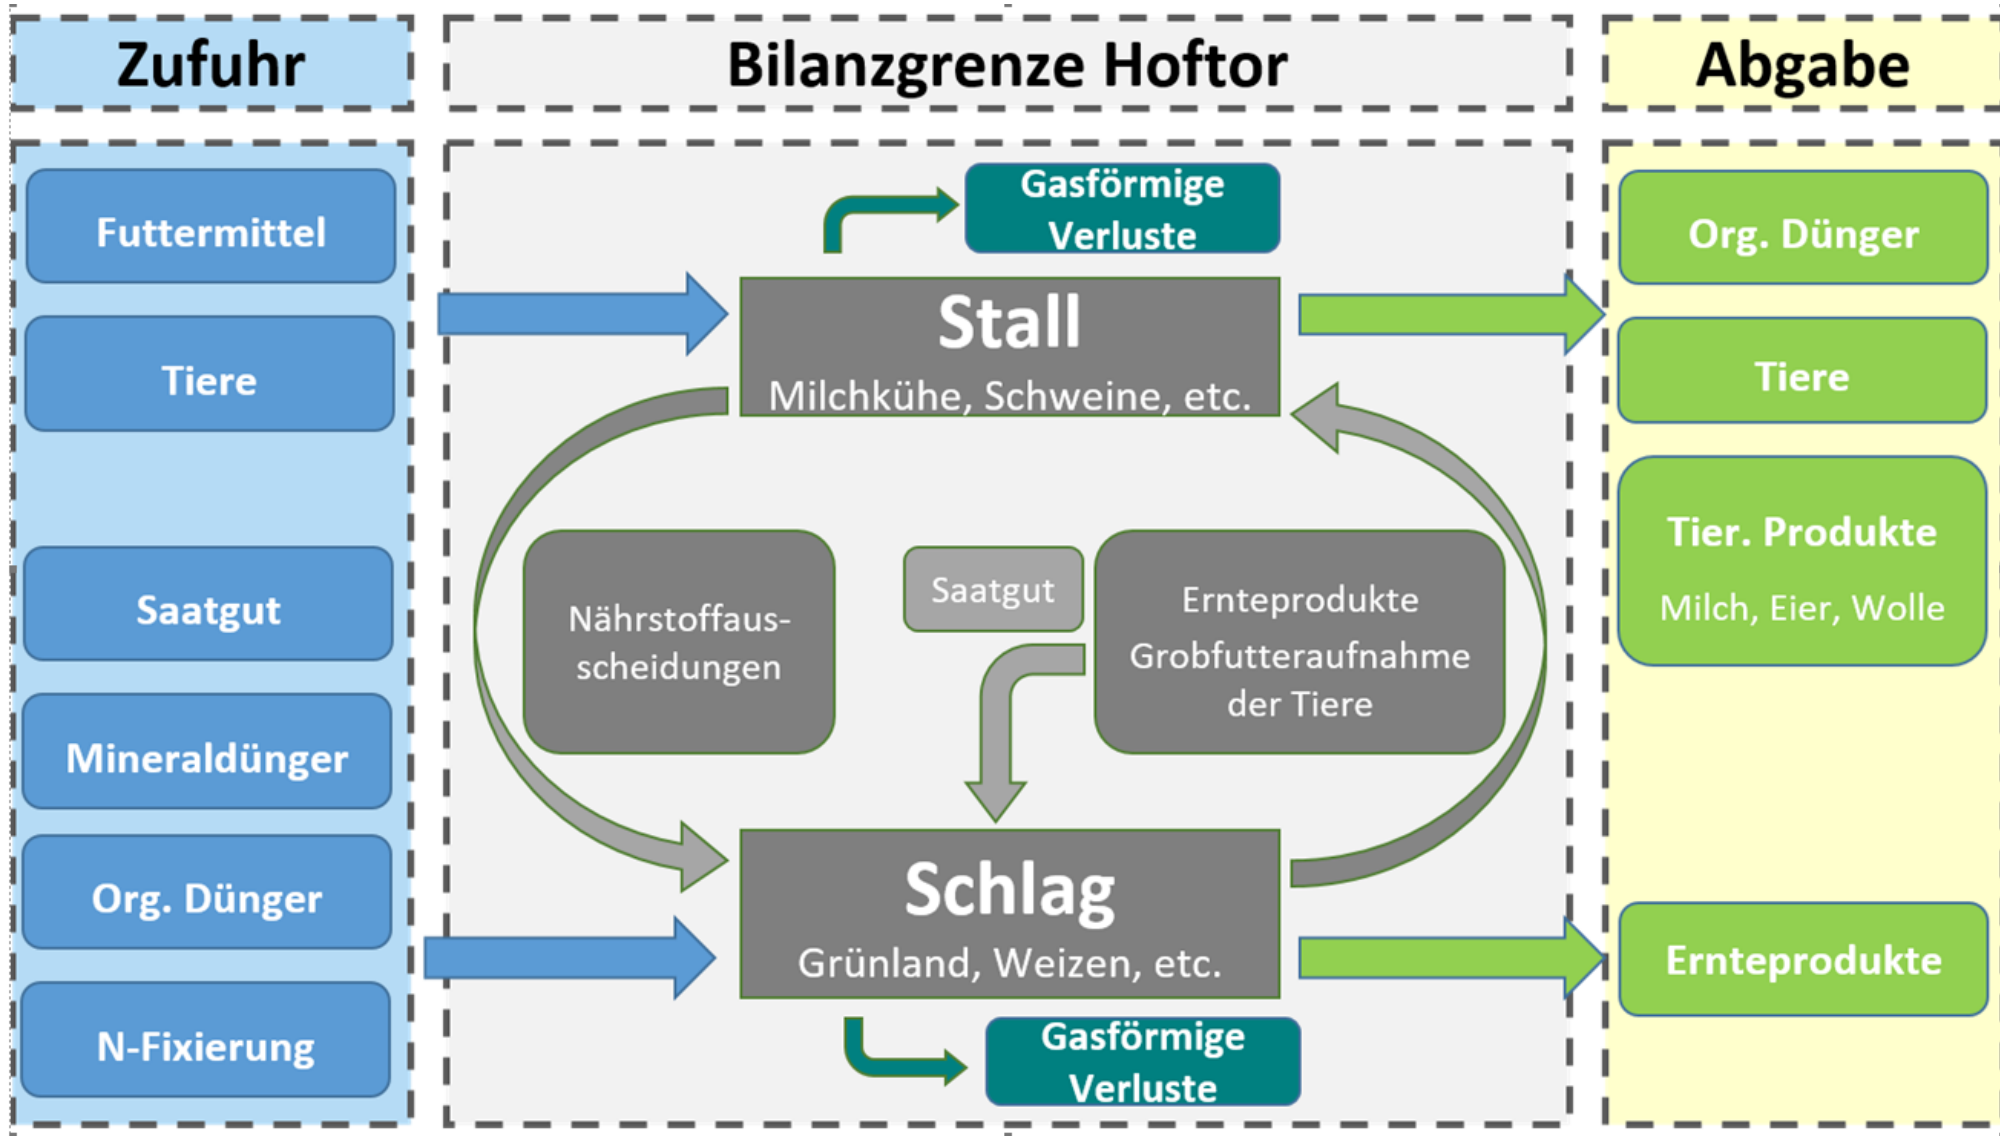 Zufuhr
Bilanzgrenze Hoftor
Abgabe
Futtermittel
Tiere
Saatgut
Mineraldünger
Org. Dünger
N-Fixierung
Gasförmige
Verluste
Stall
Milchkühe, Schweine, etc.
Nährstoffaus-
scheidungen
Saatgut
Ernteprodukte
Grobfutteraufnahme
der Tiere
Schlag
Grünland, Weizen, etc.
Gasförmige
Verluste
Org. Dünger
Tiere
Tier. Produkte
Milch, Eier, Wolle
Ernteprodukte